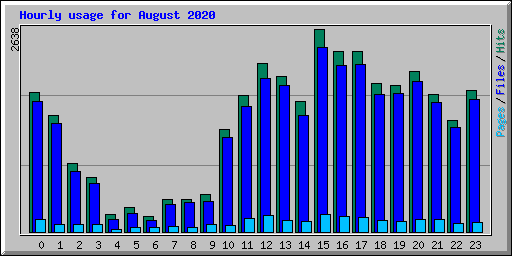 Hourly usage for August 2020
2638
Pages/Files/Hits
0 1 2 3 4 5 6 7 8 9 10 11 12 13 14 15 16 17 18 19 20 21 22 23